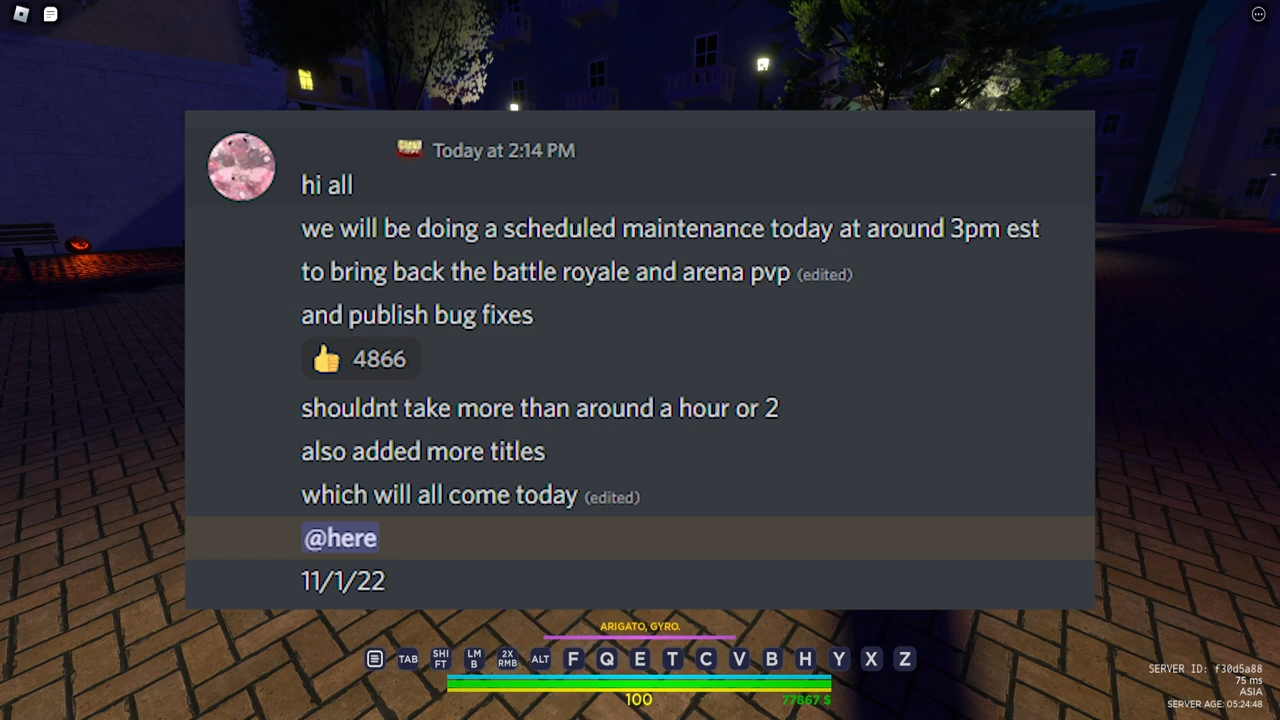 Today at 2:14 PM
hi all
we will be doing a scheduled maintenance today at around 3pm est
to bring back the battle royale and arena pvp (edited)
and publish bug fixes
👍 4866
shouldnt take more than around a hour or 2
also added more titles
which will all come today (edited)
@here
11/1/22
ARIGATO, GYRO.
TAB SHIFT LMB 2X RMB ALT F Q E T C V B H Y X Z
100
77867 $
SERVER ID: f30d5a88
75 ms
ASIA
SERVER AGE: 05:24:48